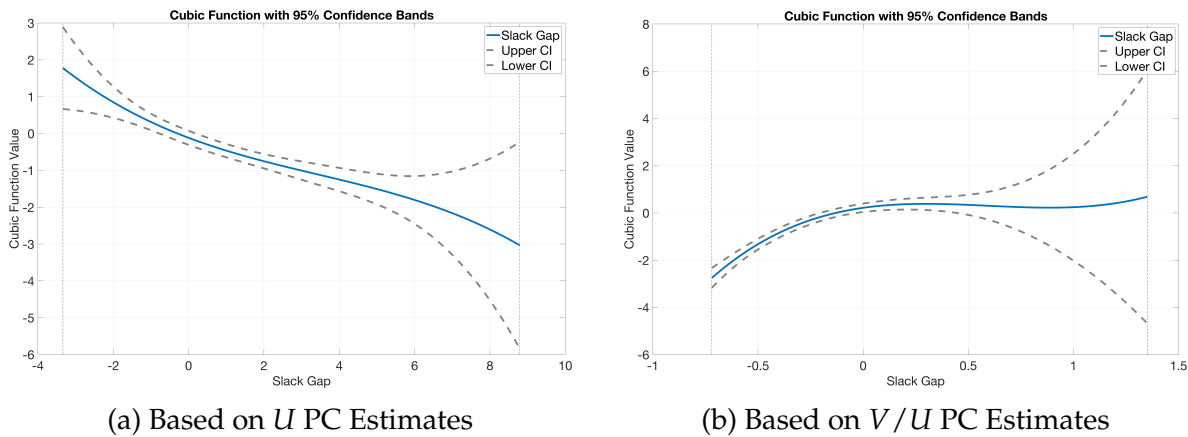 Cubic Function with 95% Confidence Bands
Slack Gap
Upper CI
Lower CI
3
2
1
0
-1
-2
-3
-4
-5
-6
Cubic Function Value
-4 -2 0 2 4 6 8 10
Slack Gap
(a) Based on U PC Estimates
Cubic Function with 95% Confidence Bands
Slack Gap
Upper CI
Lower CI
8
6
4
2
0
-2
-4
-6
Cubic Function Value
-1 -0.5 0 0.5 1 1.5
Slack Gap
(b) Based on V/U PC Estimates